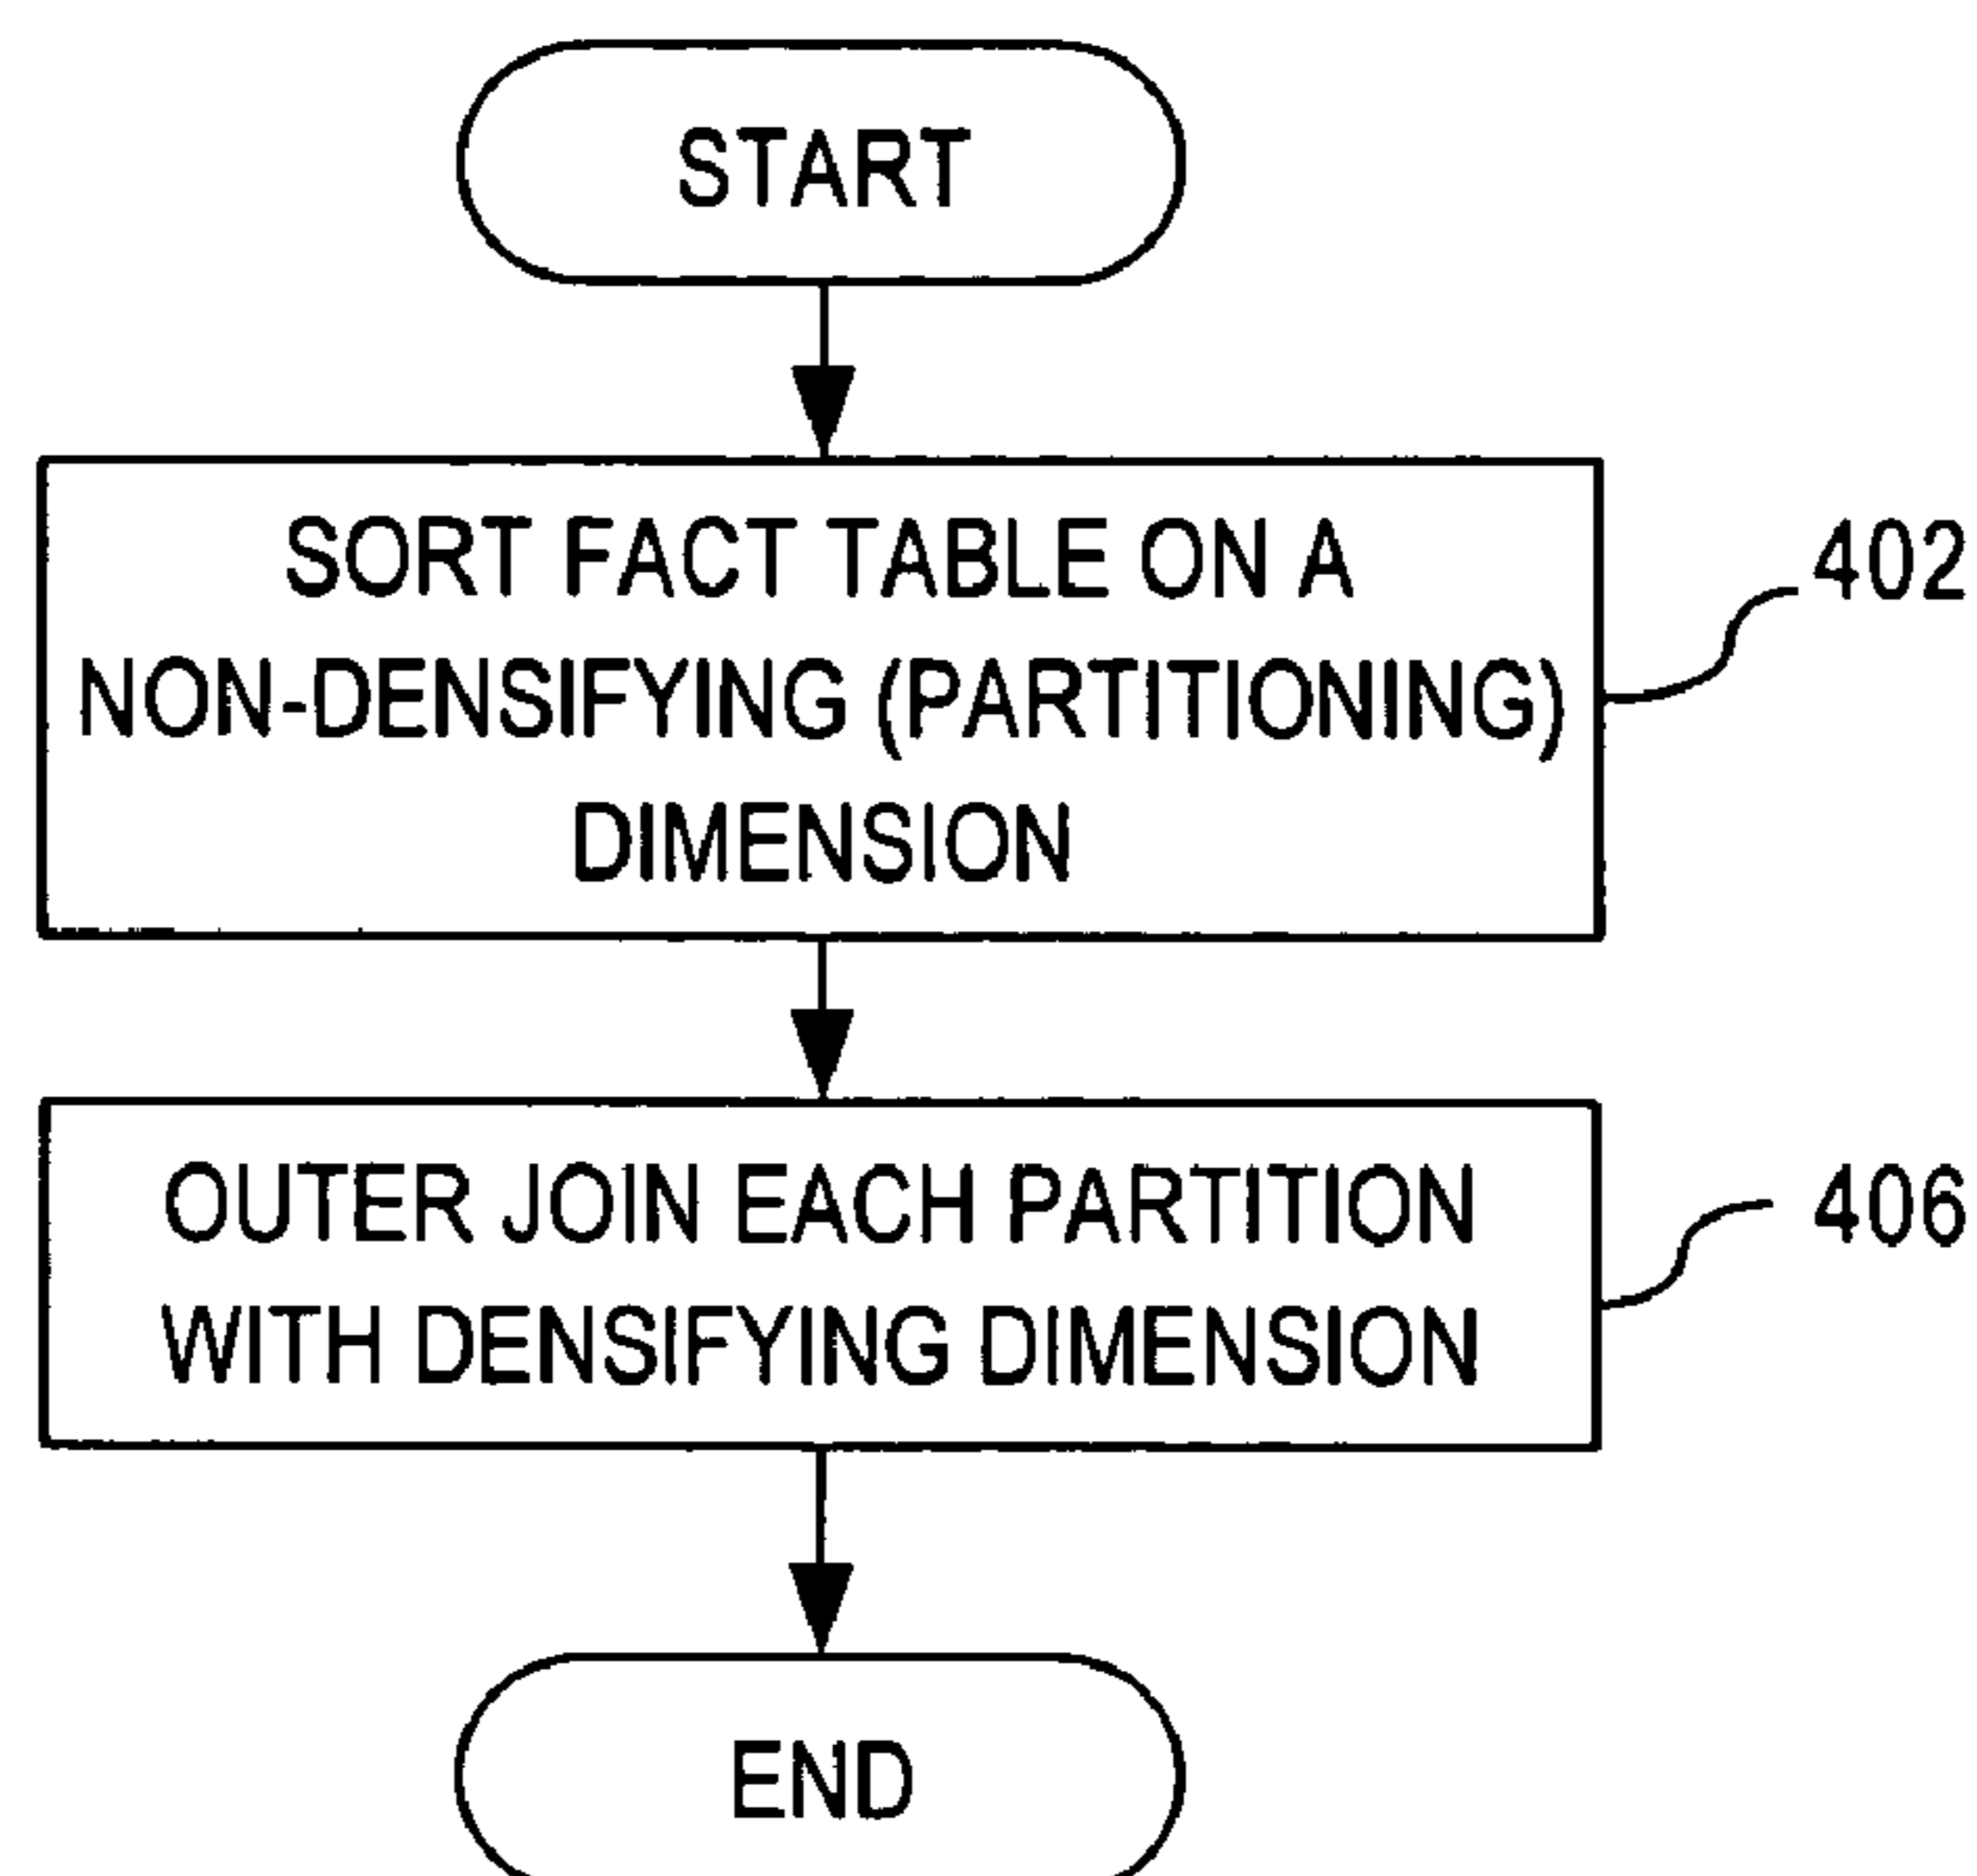 START
SORT FACT TABLE ON A
NON-DENSIFYING (PARTITIONING)
DIMENSION
402
OUTER JOIN EACH PARTITION
WITH DENSIFYING DIMENSION
406
END